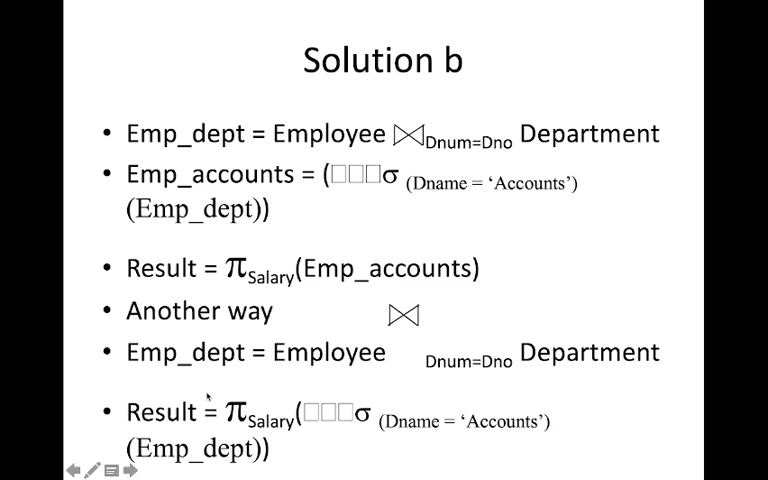 Solution b
• Emp_dept = Employee ⋈Dnum=Dno Department
• Emp_accounts = (□□□σ (Dname = ‘Accounts’)
(Emp_dept))
• Result = πSalary(Emp_accounts)
• Another way ⋈
• Emp_dept = Employee Dnum=Dno Department
• Result = πSalary(□□□σ (Dname = ‘Accounts’)
(Emp_dept))